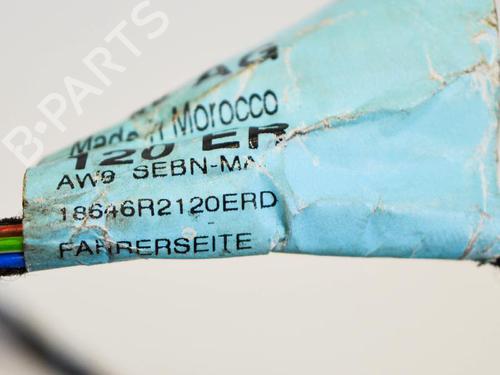 B-PARTS
AG
Made in Morocco
120 ER
AW9 SEBN-MA
18646R2120ERD
FAHRERSEITE